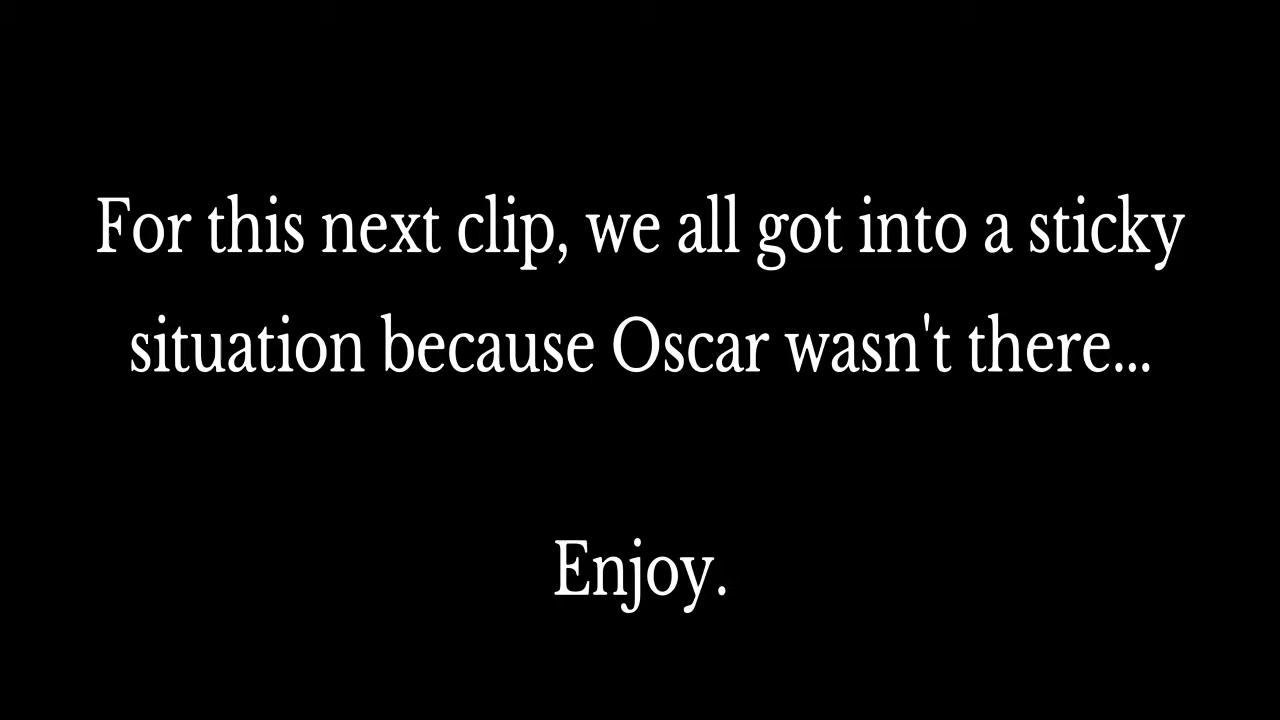 For this next clip, we all got into a sticky
situation because Oscar wasn't there...
Enjoy.